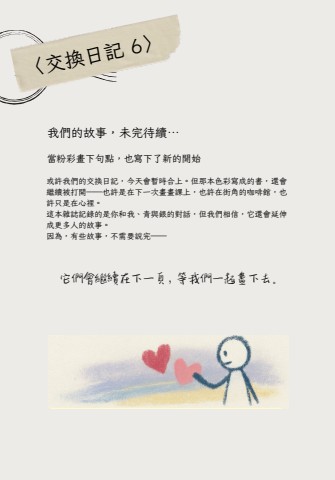 〈交換日記 6〉
我們的故事，未完待續…
當粉彩畫下句點，也寫下了新的開始
或許我們的交換日記，今天會暫時合上。但那本色彩寫成的書，還會
繼續被打開——也許是在下一次畫畫課上，也許在街角的咖啡館，也
許只是在心裡。
這本雜誌記錄的是你和我、青與銀的對話，但我們相信，它還會延伸
成更多人的故事。
因為，有些故事，不需要說完——
它們會繼續在下一頁，等我們一起畫下去。